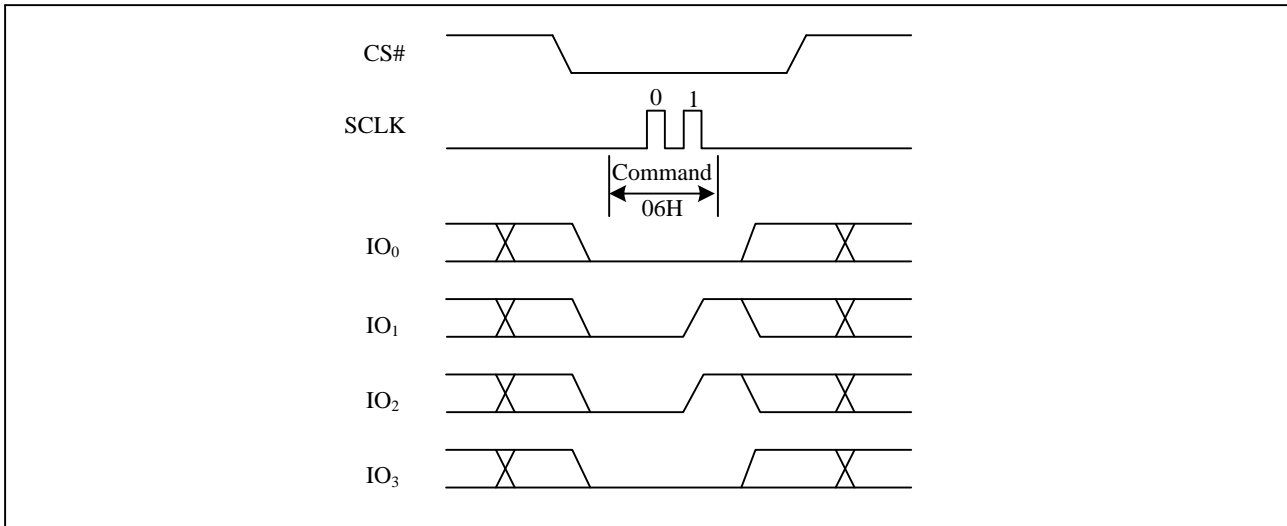 CS#
0 1
SCLK
Command
06H
IO₀
IO₁
IO₂
IO₃